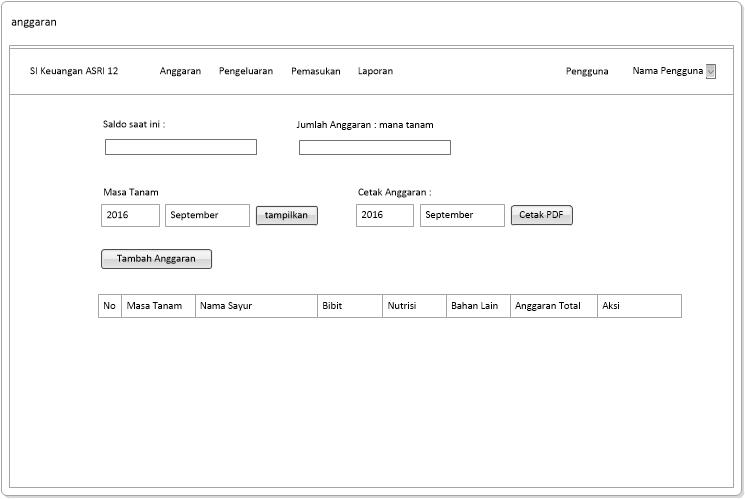 anggaran
SI Keuangan ASRI 12 Anggaran Pengeluaran Pemasukan Laporan Pengguna Nama Pengguna
Saldo saat ini : Jumlah Anggaran : mana tanam
Masa Tanam Cetak Anggaran :
2016 September tampilkan 2016 September Cetak PDF
Tambah Anggaran
No Masa Tanam Nama Sayur Bibit Nutrisi Bahan Lain Anggaran Total Aksi